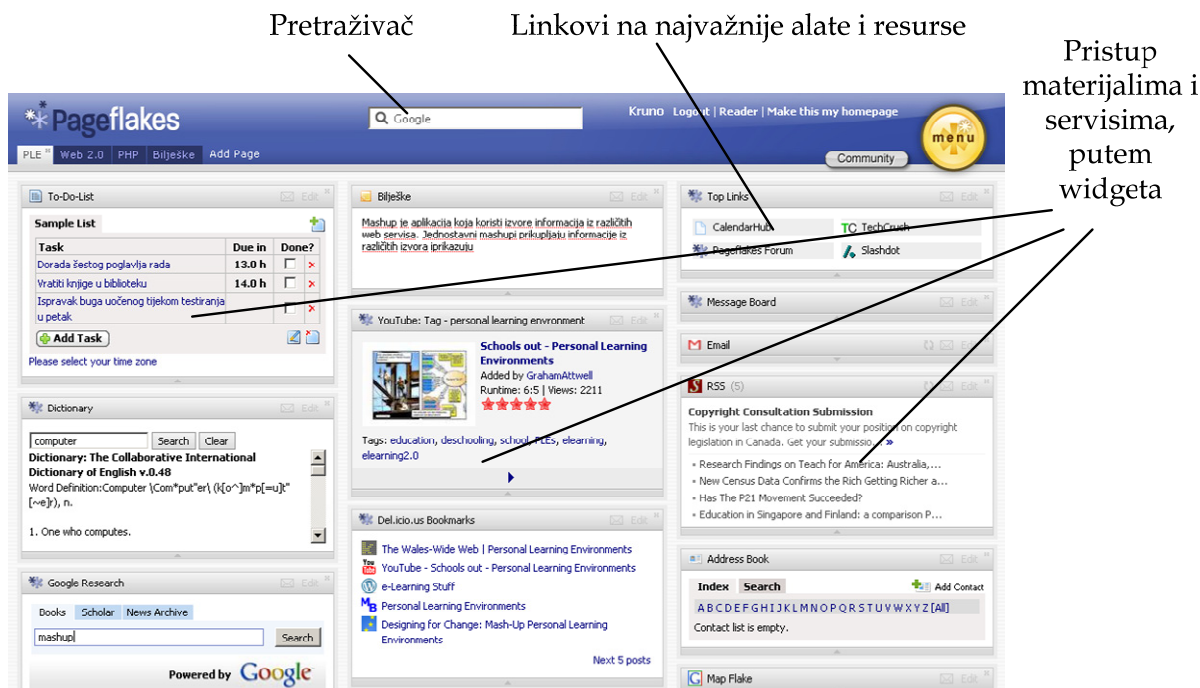 Pretraživač
Linkovi na najvažnije alate i resurse
Pristup
materijalima i
servisima,
putem
widgeta
Pageflakes
Google
Kruno Logout | Reader | Make this my homepage
menu
PLE Web 2.0 PHP Bilješke Add Page
Community
To-Do-List
Edit
Sample List
Task Due in Done?
Dorada šestog poglavlja rada 13.0 h
Vratiti knjige u biblioteku 14.0 h
Ispravak buga uočenog tijekom testiranja
u petak
Add Task
Please select your time zone
Dictionary
Edit
computer Search Clear
Dictionary: The Collaborative International
Dictionary of English v.0.48
Word Definition:Computer \Com*put"er\ (k[o^]m*p[=u]t"
[~e]r), n.
1. One who computes.
Google Research
Edit
Books Scholar News Archive
mashup Search
Powered by Google
Bilješke
Edit
Mashup je aplikacija koja koristi izvore informacija iz različitih
web servisa. Jednostavni mashupi prikupljaju informacije iz
različitih izvora iprikazuju
YouTube: Tag - personal learning envronment
Edit
Schools out - Personal Learning
Environments
Added by GrahamAttwell
Runtime: 6:5 | Views: 2211
Tags: education, deschooling, school, PLEs, elearning,
elearning2.0
Del.icio.us Bookmarks
Edit
The Wales-Wide Web | Personal Learning Environments
YouTube - Schools out - Personal Learning Environments
e-Learning Stuff
Personal Learning Environments
Designing for Change: Mash-Up Personal Learning
Environments
Next 5 posts
Top Links
Edit
CalendarHub TC TechCrush
Pageflakes Forum Slashdot
Message Board
Edit
Email
Edit
RSS (5)
Edit
Copyright Consultation Submission
This is your last chance to submit your position on copyright
legislation in Canada. Get your submissio... »
• Research Findings on Teach for America: Australia,...
• New Census Data Confirms the Rich Getting Richer a...
• Has The P21 Movement Succeeded?
• Education in Singapore and Finland: a comparison P...
Address Book
Edit
Index Search Add Contact
A B C D E F G H I J K L M N O P Q R S T U V W X Y Z [All]
Contact list is empty.
Map Flake
Edit